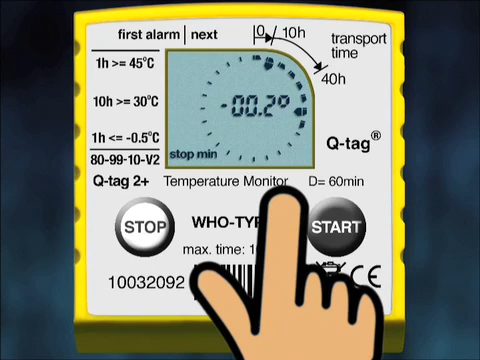 first alarm | next
0 10h
transport
time
40h
1h >= 45°C
10h >= 30°C
1h <= -0.5°C
80-99-10-V2
-00.2°
stop min
Q-tag®
Q-tag 2+ Temperature Monitor D= 60min
STOP
START
max. time:
10032092
CE